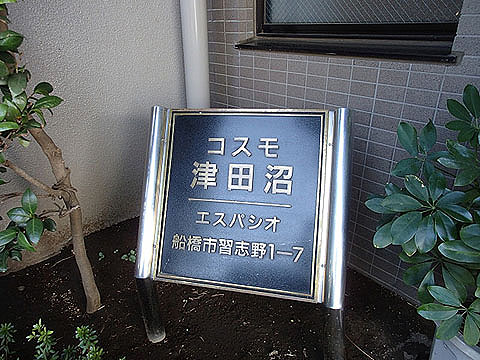 コスモ
津田沼
エスパシオ
船橋市習志野1-7